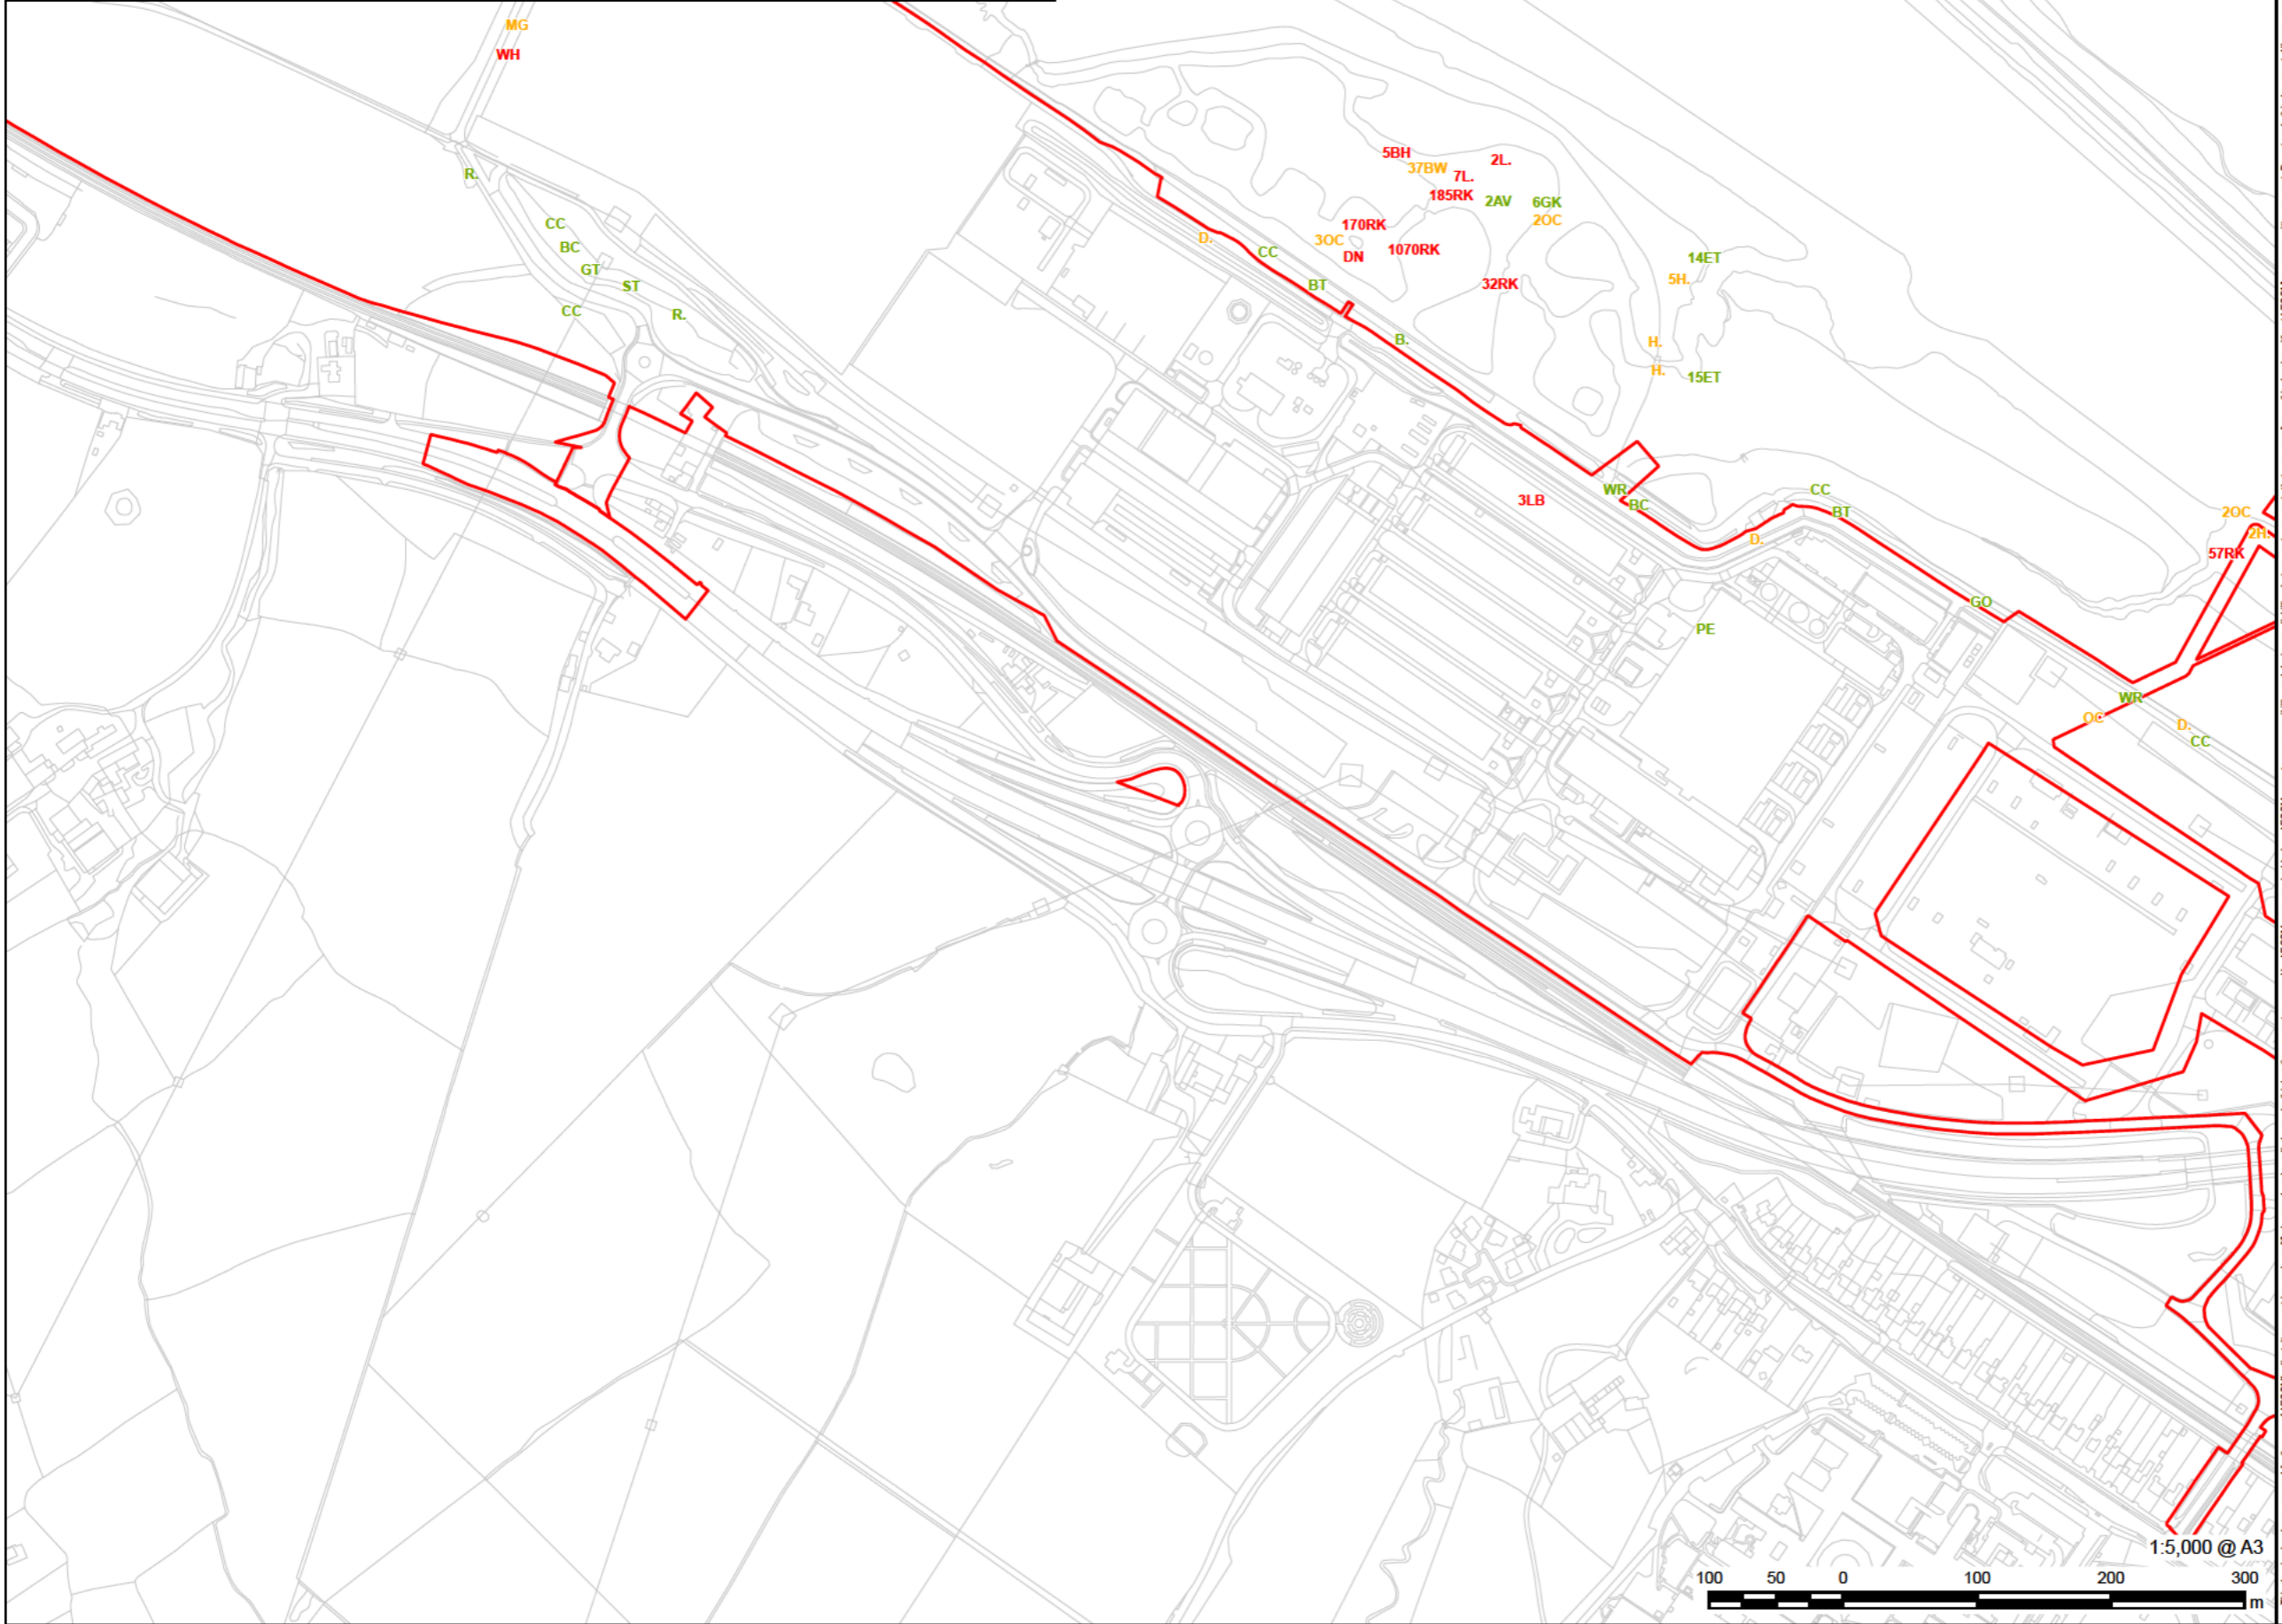 MG
WH
5BH
2L.
37BW
7L.
R.
185RK
2AV
6GK
2OC
CC
170RK
D.
3OC
BC
1070RK
CC
DN
14ET
GT
5H.
BT
32RK
ST
CC
R.
B.
H.
H.
15ET
WR
CC
3LB
BC
BT
2OC
D.
2H.
57RK
GO
PE
WR
OC
D.
CC
1:5,000 @ A3
100 50 0 100 200 300
m